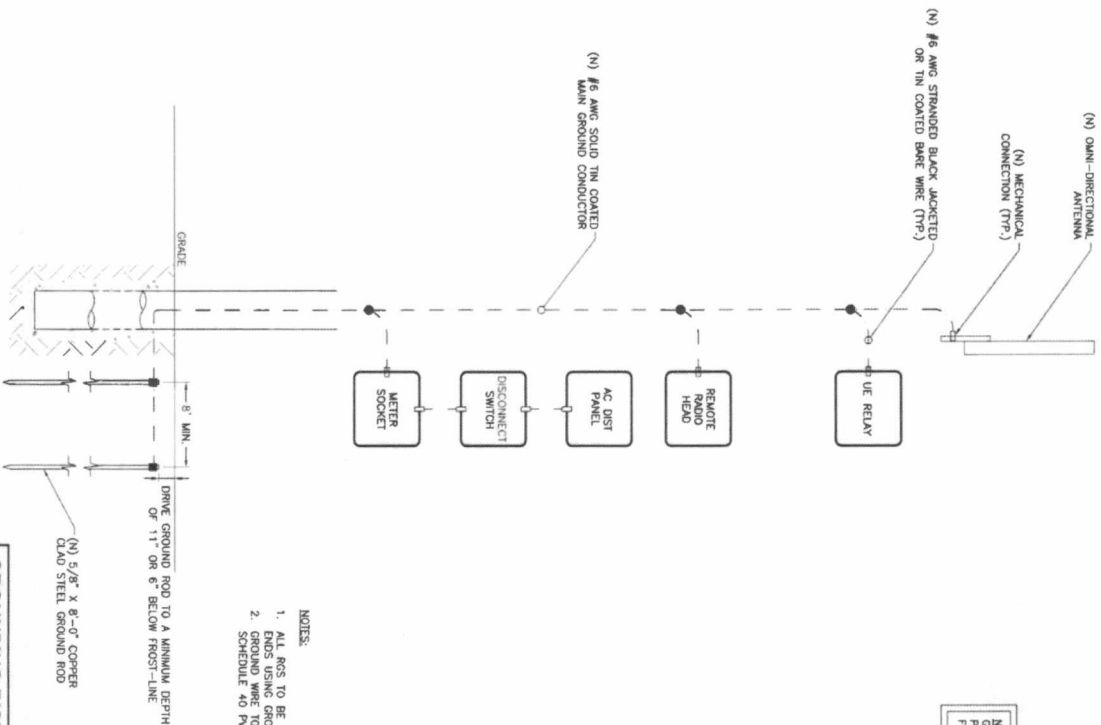 (N) OMNI-DIRECTIONAL
ANTENNA
(N) MECHANICAL
CONNECTION (TYP.)
(N) #6 AWG STRANDED BLACK JACKETED
OR TIN COATED BARE WIRE (TYP.)
UE RELAY
REMOTE
RADIO
HEAD
(N) #6 AWG SOLID TIN COATED
MAIN GROUND CONDUCTOR
AC DIST
PANEL
DISCONNECT
SWITCH
METER
SOCKET
GRADE
8' MIN.
DRIVE GROUND ROD TO A MINIMUM DEPTH
OF 11" OR 6" BELOW FROST-LINE
(N) 5/8" X 8'-0" COPPER
CLAD STEEL GROUND ROD
NOTES:
1. ALL RGS TO BE
ENDS USING GRO
2. GROUND WIRE TO
SCHEDULE 40 PV
N
G
P
F